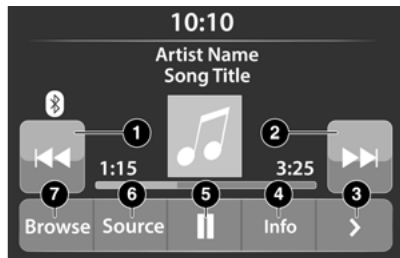 10:10
Artist Name
Song Title
1 2
1:15 3:25
7 6 5 4 3
Browse Source Info